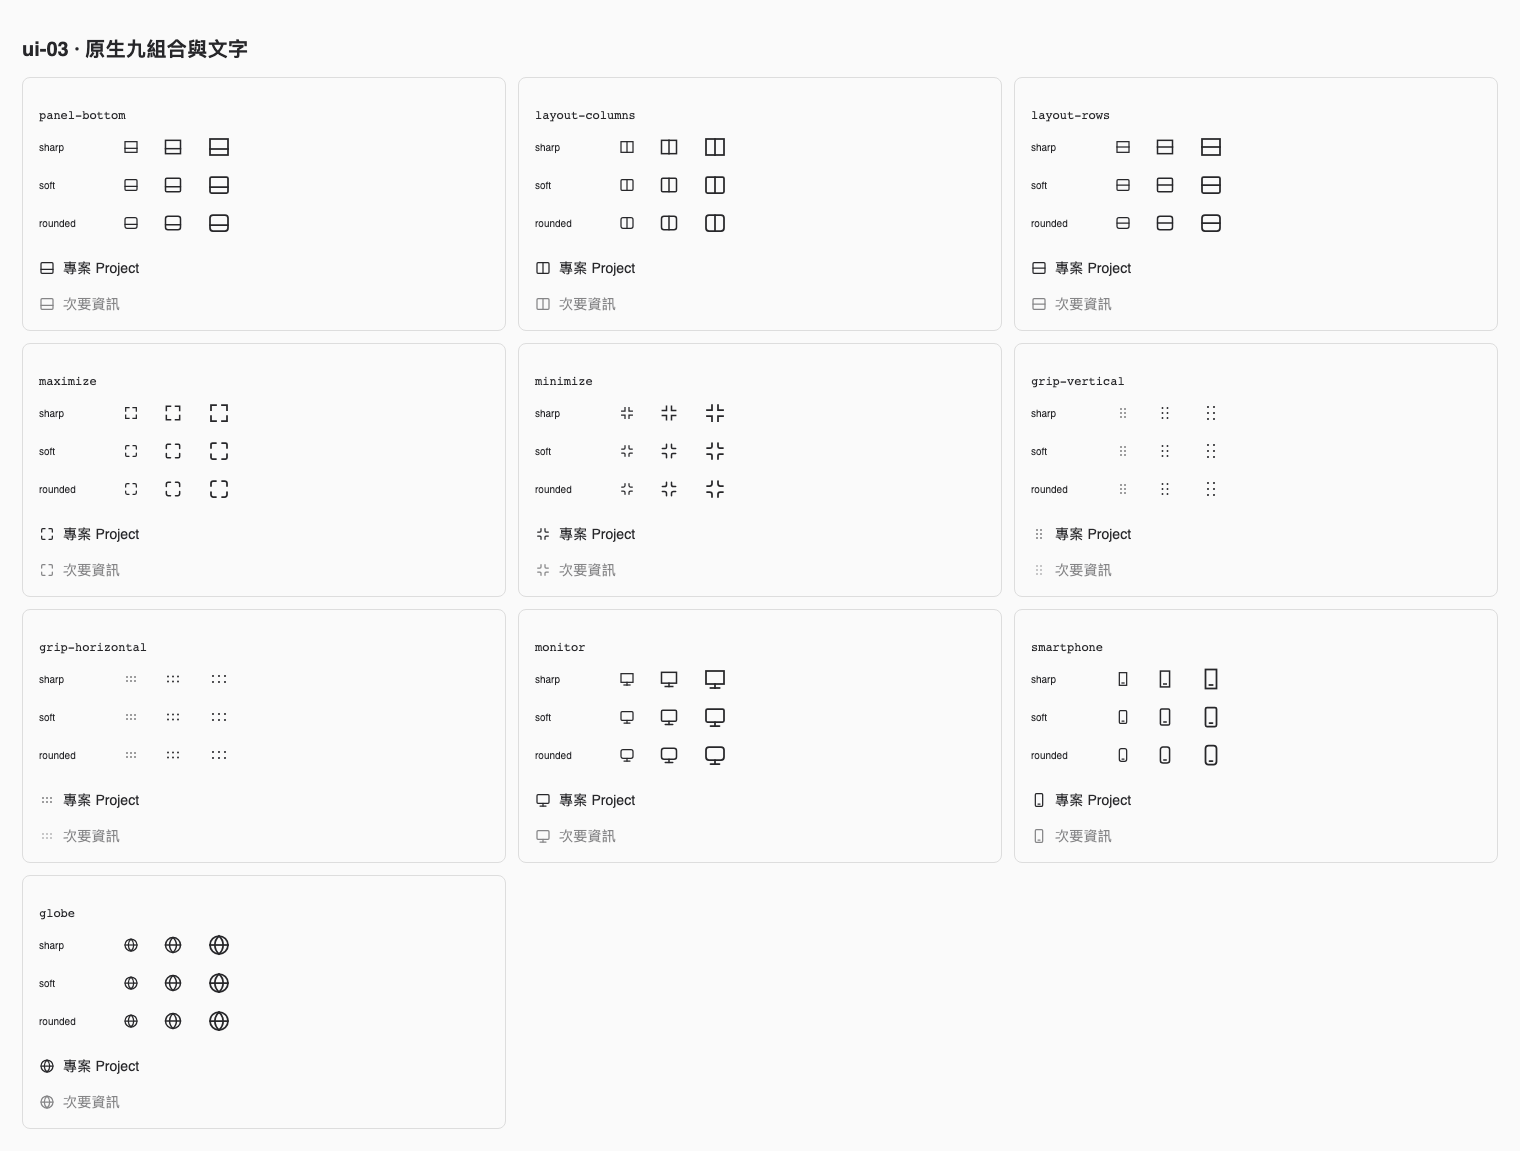 ui-03 · 原生九組合與文字
panel-bottom
sharp
soft
rounded
專案 Project
次要資訊
layout-columns
sharp
soft
rounded
專案 Project
次要資訊
layout-rows
sharp
soft
rounded
專案 Project
次要資訊
maximize
sharp
soft
rounded
專案 Project
次要資訊
minimize
sharp
soft
rounded
專案 Project
次要資訊
grip-vertical
sharp
soft
rounded
專案 Project
次要資訊
grip-horizontal
sharp
soft
rounded
專案 Project
次要資訊
monitor
sharp
soft
rounded
專案 Project
次要資訊
smartphone
sharp
soft
rounded
專案 Project
次要資訊
globe
sharp
soft
rounded
專案 Project
次要資訊